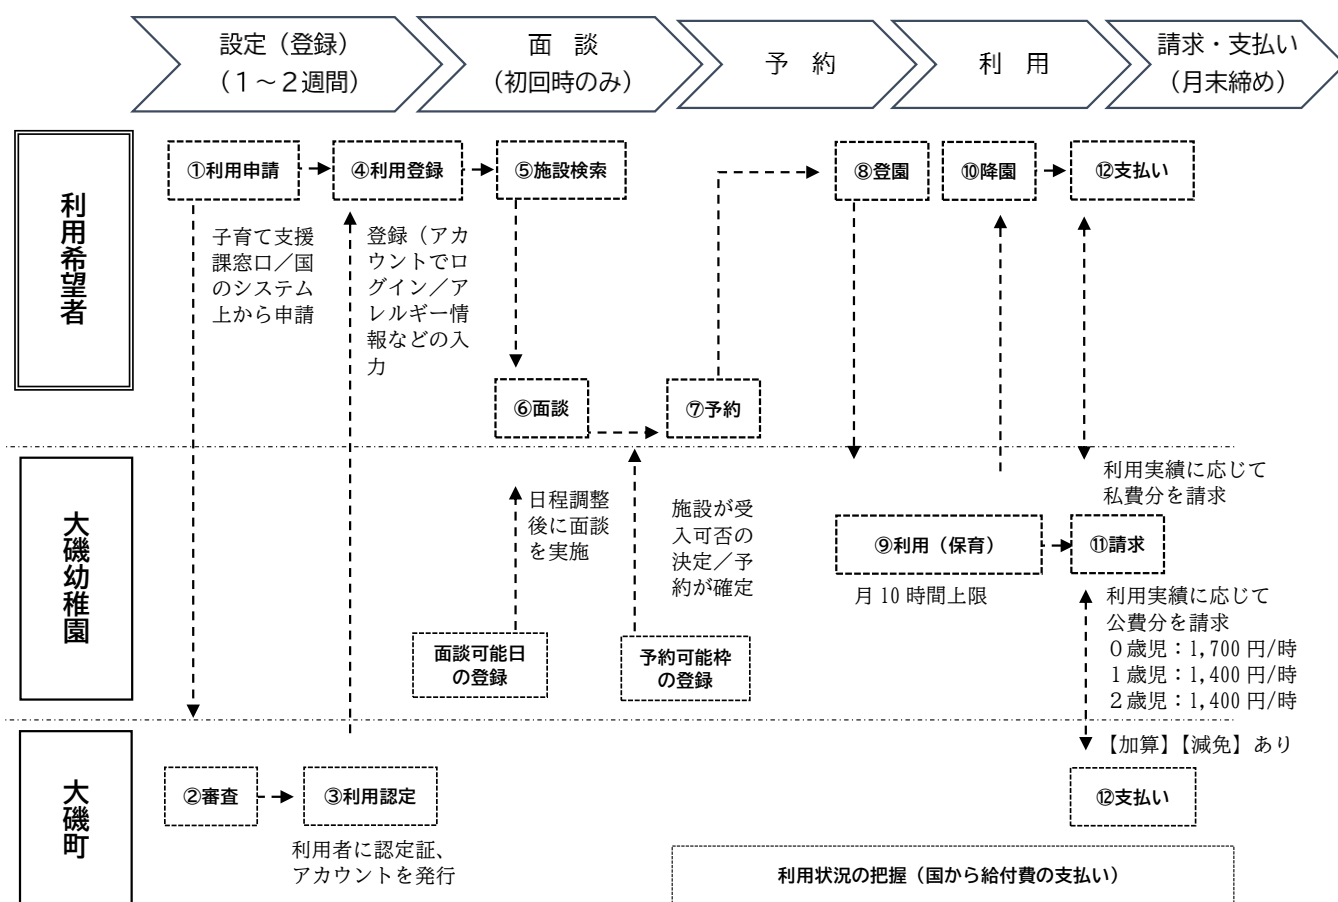 設定（登録）
（１～２週間）
面　談
（初回時のみ）
予　約
利　用
請求・支払い
（月末締め）
利用希望者
①利用申請
④利用登録
⑤施設検索
⑧登園
⑩降園
⑫支払い
子育て支援
課窓口／国
のシステム
上から申請
登録（アカ
ウントでロ
グイン／ア
レルギー情
報などの入
力
⑥面談
⑦予約
大磯幼稚園
日程調整
後に面談
を実施
施設が受
入可否の
決定／予
約が確定
利用実績に応じて
私費分を請求
⑨利用（保育）
⑪請求
月 10 時間上限
面談可能日
の登録
予約可能枠
の登録
利用実績に応じて
公費分を請求
０歳児：1,700 円/時
１歳児：1,400 円/時
２歳児：1,400 円/時
大磯町
【加算】【減免】あり
②審査
③利用認定
⑫支払い
利用者に認定証、
アカウントを発行
利用状況の把握（国から給付費の支払い）